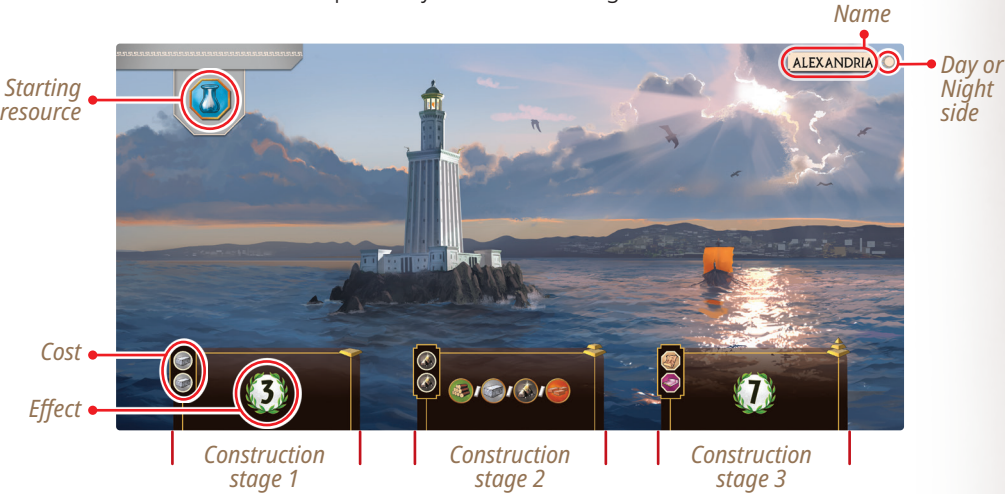 Name
ALEXANDRIA
Day or
Night
side
Starting
resource
Cost
Effect
3
7
Construction
stage 1
Construction
stage 2
Construction
stage 3